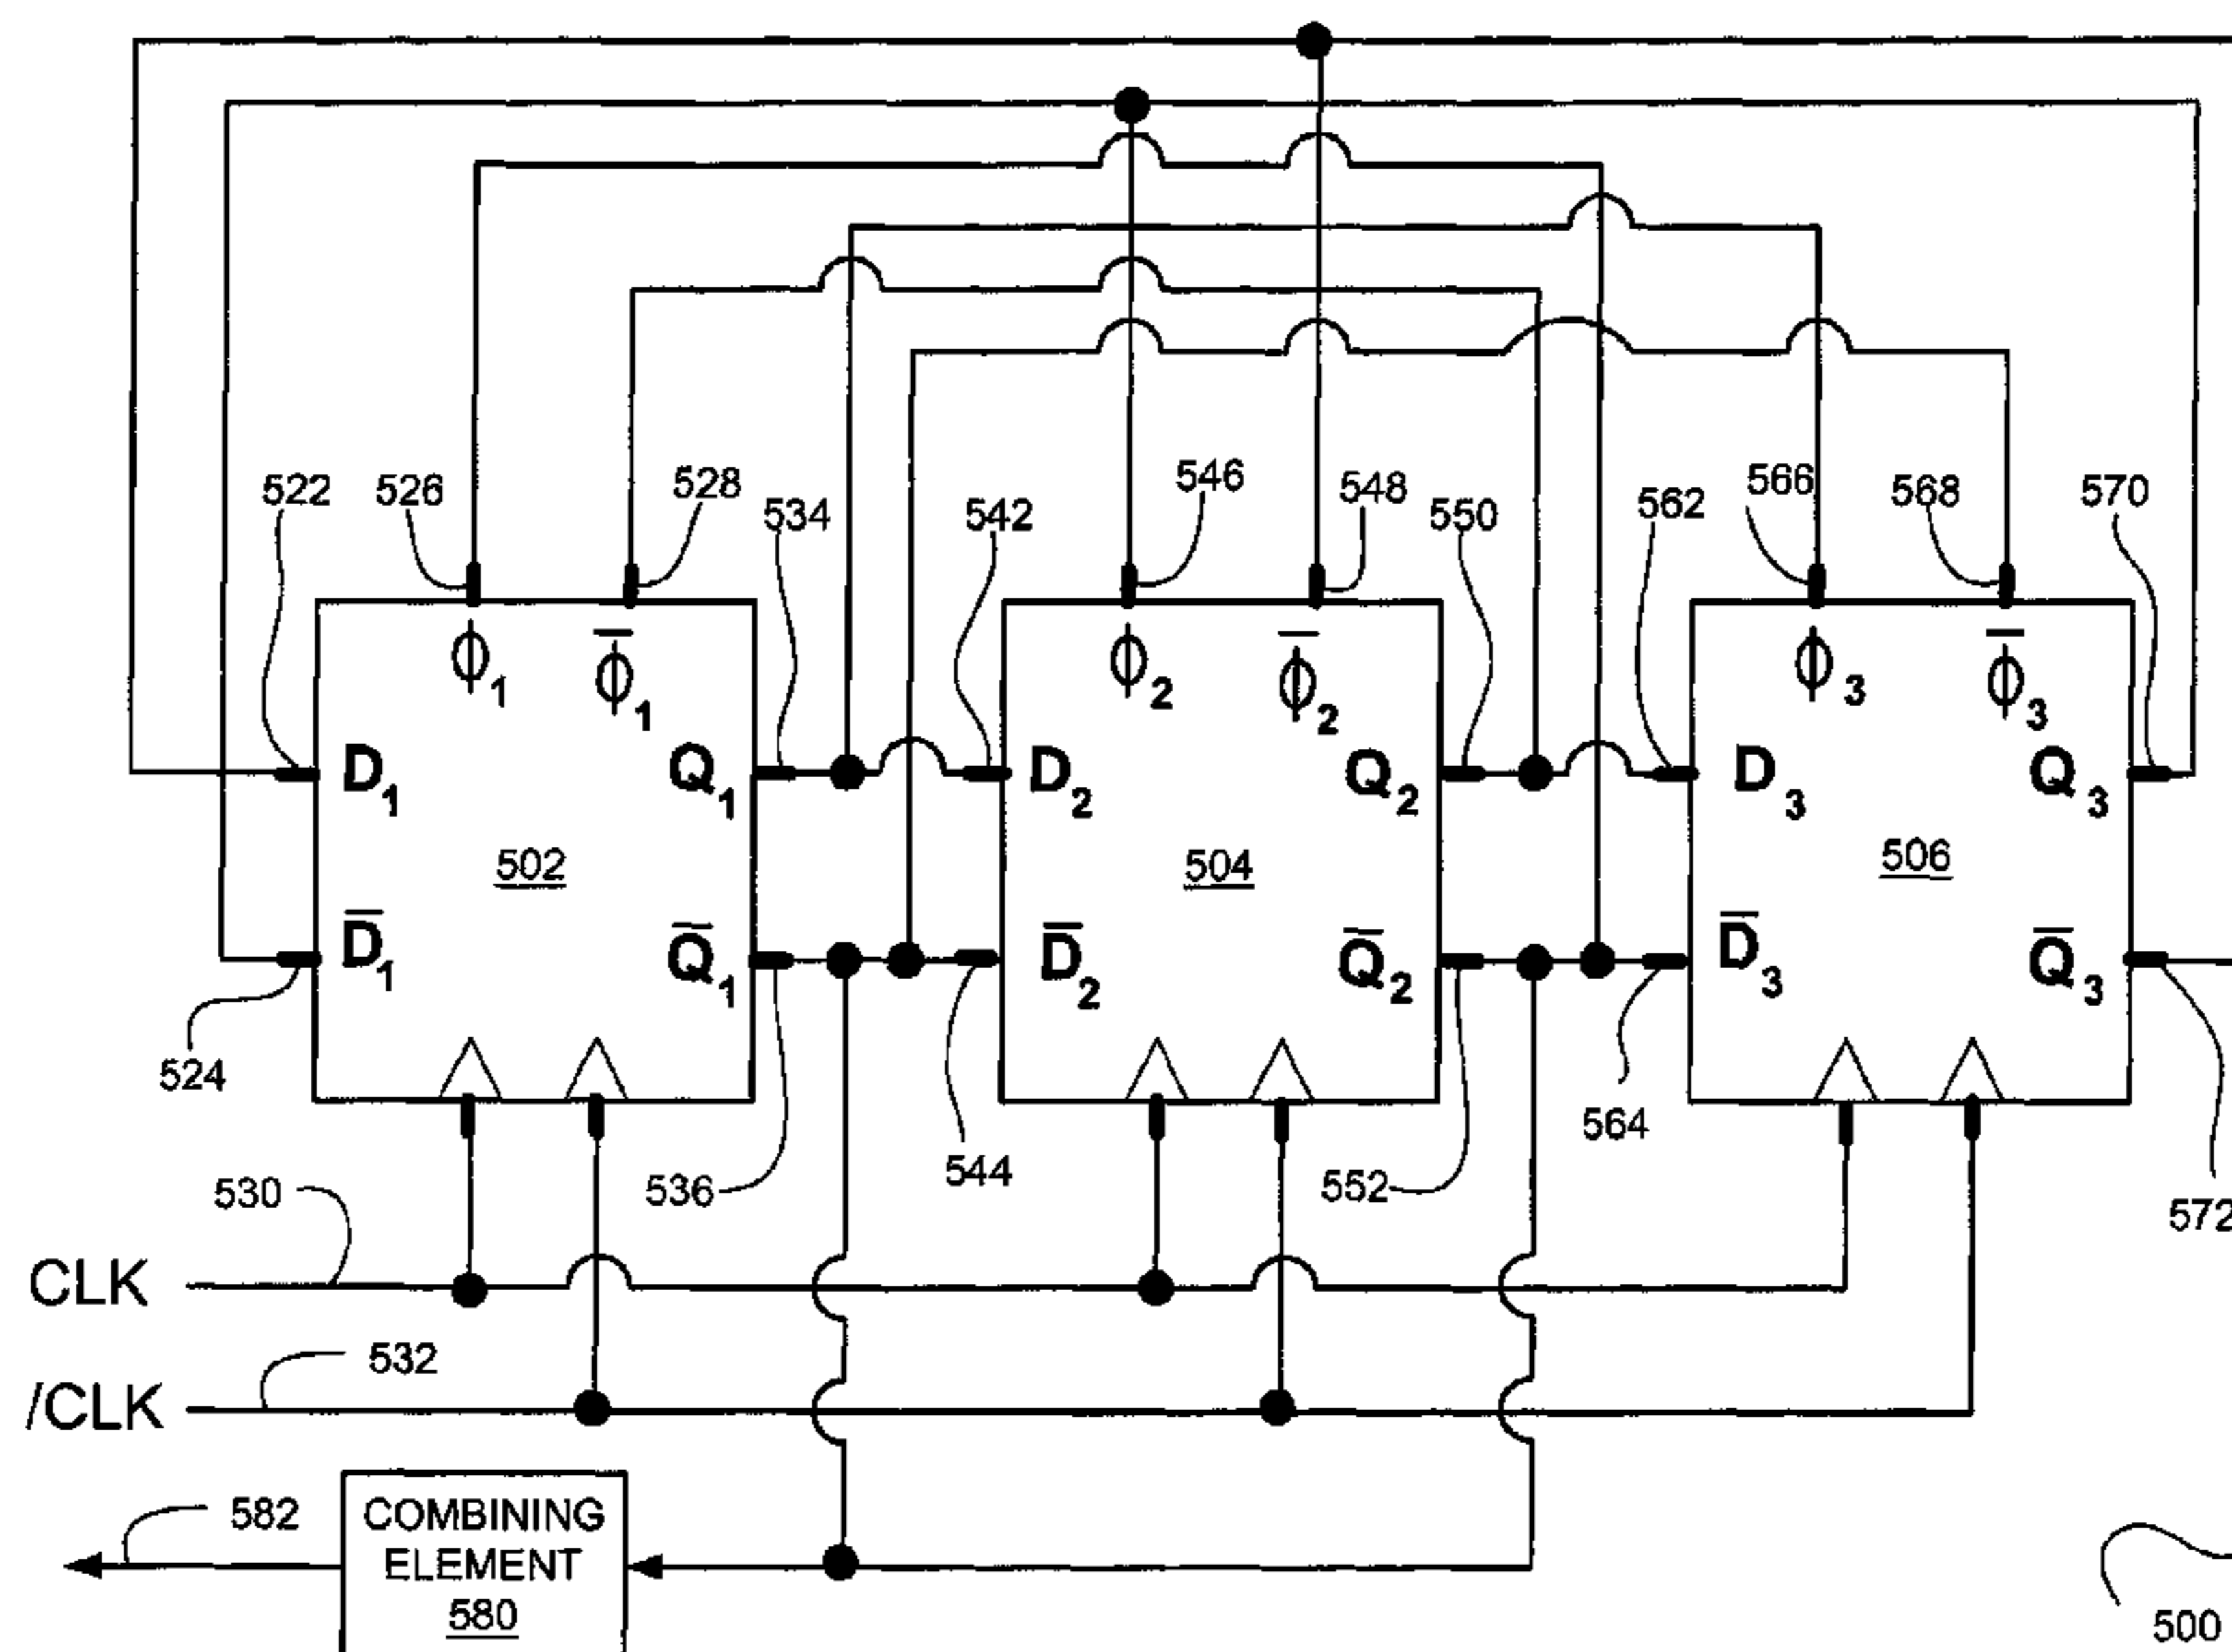 522 526 528 534 542 546 548 550 562 566 568 570
ϕ1 ϕ̅1 ϕ2 ϕ̅2 ϕ3 ϕ̅3
D1 Q1 D2 Q2 D3 Q3
502 504 506
D̅1 Q̅1 D̅2 Q̅2 D̅3 Q̅3
524 536 544 552 564 572
530
CLK
532
/CLK
582
COMBINING
ELEMENT
580
500